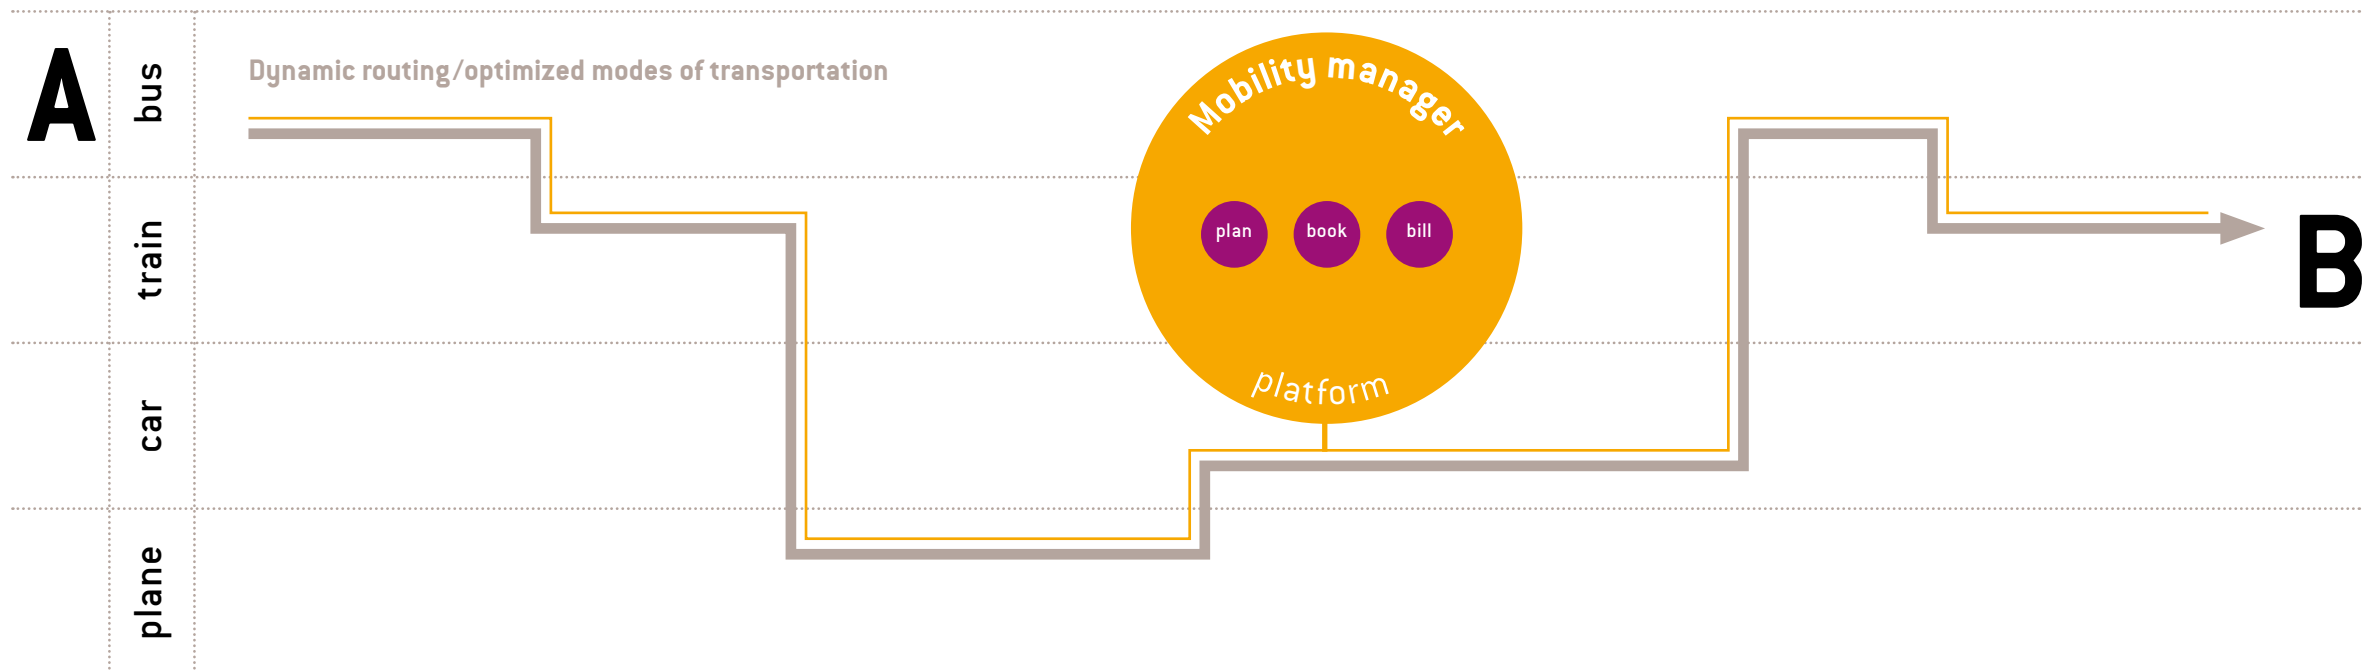 A
bus
train
car
plane
Dynamic routing/optimized modes of transportation
Mobility manager
plan
book
bill
platform
B